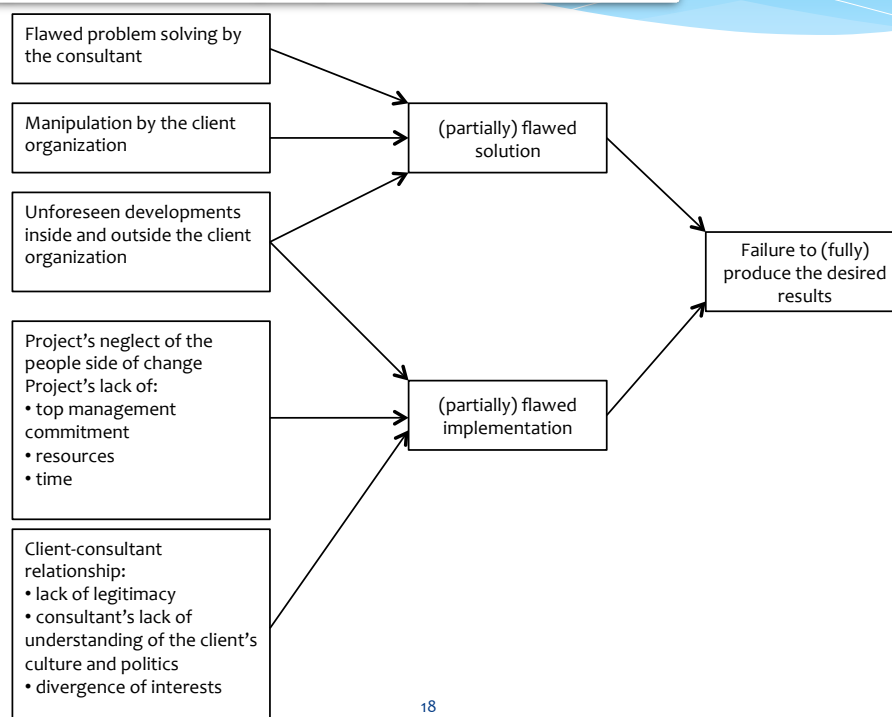 Flawed problem solving by
the consultant
Manipulation by the client
organization
(partially) flawed
solution
Unforeseen developments
inside and outside the client
organization
Failure to (fully)
produce the desired
results
Project’s neglect of the
people side of change
Project’s lack of:
• top management
commitment
• resources
• time
(partially) flawed
implementation
Client-consultant
relationship:
• lack of legitimacy
• consultant’s lack of
understanding of the client’s
culture and politics
• divergence of interests
18